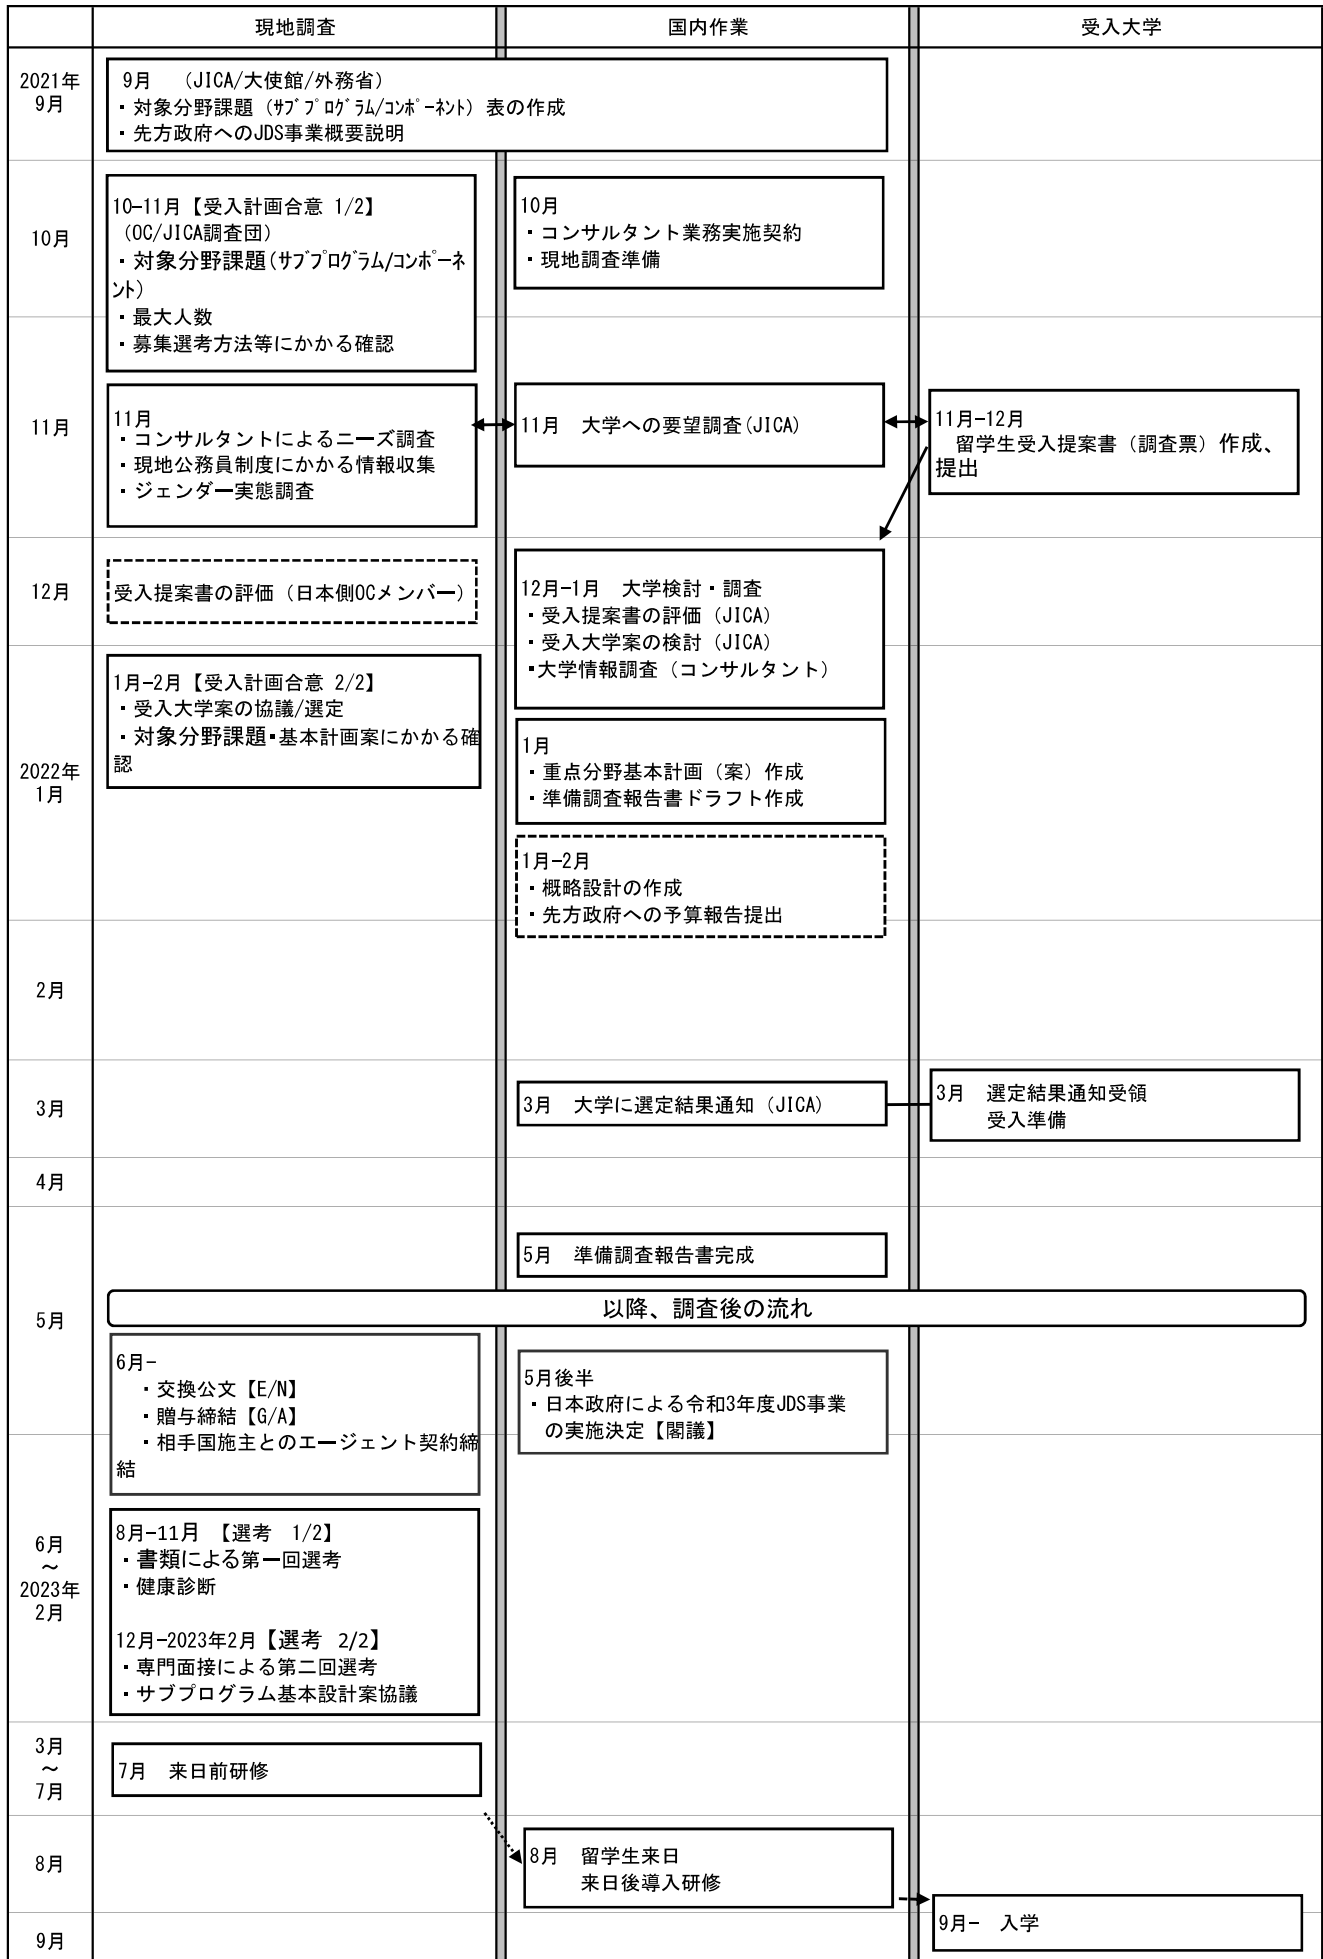 現地調査
国内作業
受入大学
2021年
9月
9月 （JICA/大使館/外務省）
・対象分野課題（ｻﾌﾞﾌﾟﾛｸﾞﾗﾑ/ｺﾝﾎﾟｰﾈﾝﾄ）表の作成
・先方政府へのJDS事業概要説明
10月
10-11月【受入計画合意 1/2】
（OC/JICA調査団）
・対象分野課題(ｻﾌﾞﾌﾟﾛｸﾞﾗﾑ/ｺﾝﾎﾟｰﾈ
ﾝﾄ)
・最大人数
・募集選考方法等にかかる確認
10月
・コンサルタント業務実施契約
・現地調査準備
11月
11月
・コンサルタントによるニーズ調査
・現地公務員制度にかかる情報収集
・ジェンダー実態調査
11月 大学への要望調査(JICA)
11月-12月
留学生受入提案書（調査票）作成、
提出
12月
受入提案書の評価（日本側OCメンバー）
12月-1月 大学検討・調査
・受入提案書の評価（JICA）
・受入大学案の検討（JICA）
・大学情報調査（コンサルタント）
2022年
1月
1月-2月【受入計画合意 2/2】
・受入大学案の協議/選定
・対象分野課題・基本計画案にかかる確
認
1月
・重点分野基本計画（案）作成
・準備調査報告書ドラフト作成
1月-2月
・概略設計の作成
・先方政府への予算報告提出
2月
3月
3月 大学に選定結果通知（JICA）
3月 選定結果通知受領
受入準備
4月
5月
5月 準備調査報告書完成
以降、調査後の流れ
6月-
・交換公文【E/N】
・贈与締結【G/A】
・相手国施主とのエージェント契約締
結
5月後半
・日本政府による令和3年度JDS事業
の実施決定【閣議】
6月
～
2023年
2月
8月-11月 【選考 1/2】
・書類による第一回選考
・健康診断
12月-2023年2月【選考 2/2】
・専門面接による第二回選考
・サブプログラム基本設計案協議
3月
～
7月
7月 来日前研修
8月
8月 留学生来日
来日後導入研修
9月
9月- 入学